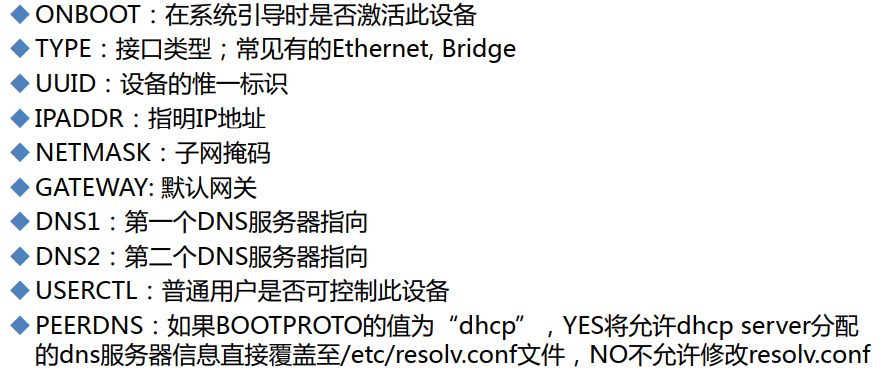 ◆ ONBOOT：在系统引导时是否激活此设备
◆ TYPE：接口类型；常见有的Ethernet, Bridge
◆ UUID：设备的惟一标识
◆ IPADDR：指明IP地址
◆ NETMASK：子网掩码
◆ GATEWAY: 默认网关
◆ DNS1：第一个DNS服务器指向
◆ DNS2：第二个DNS服务器指向
◆ USERCTL：普通用户是否可控制此设备
◆ PEERDNS：如果BOOTPROTO的值为“dhcp”，YES将允许dhcp server分配
的dns服务器信息直接覆盖至/etc/resolv.conf文件，NO不允许修改resolv.conf